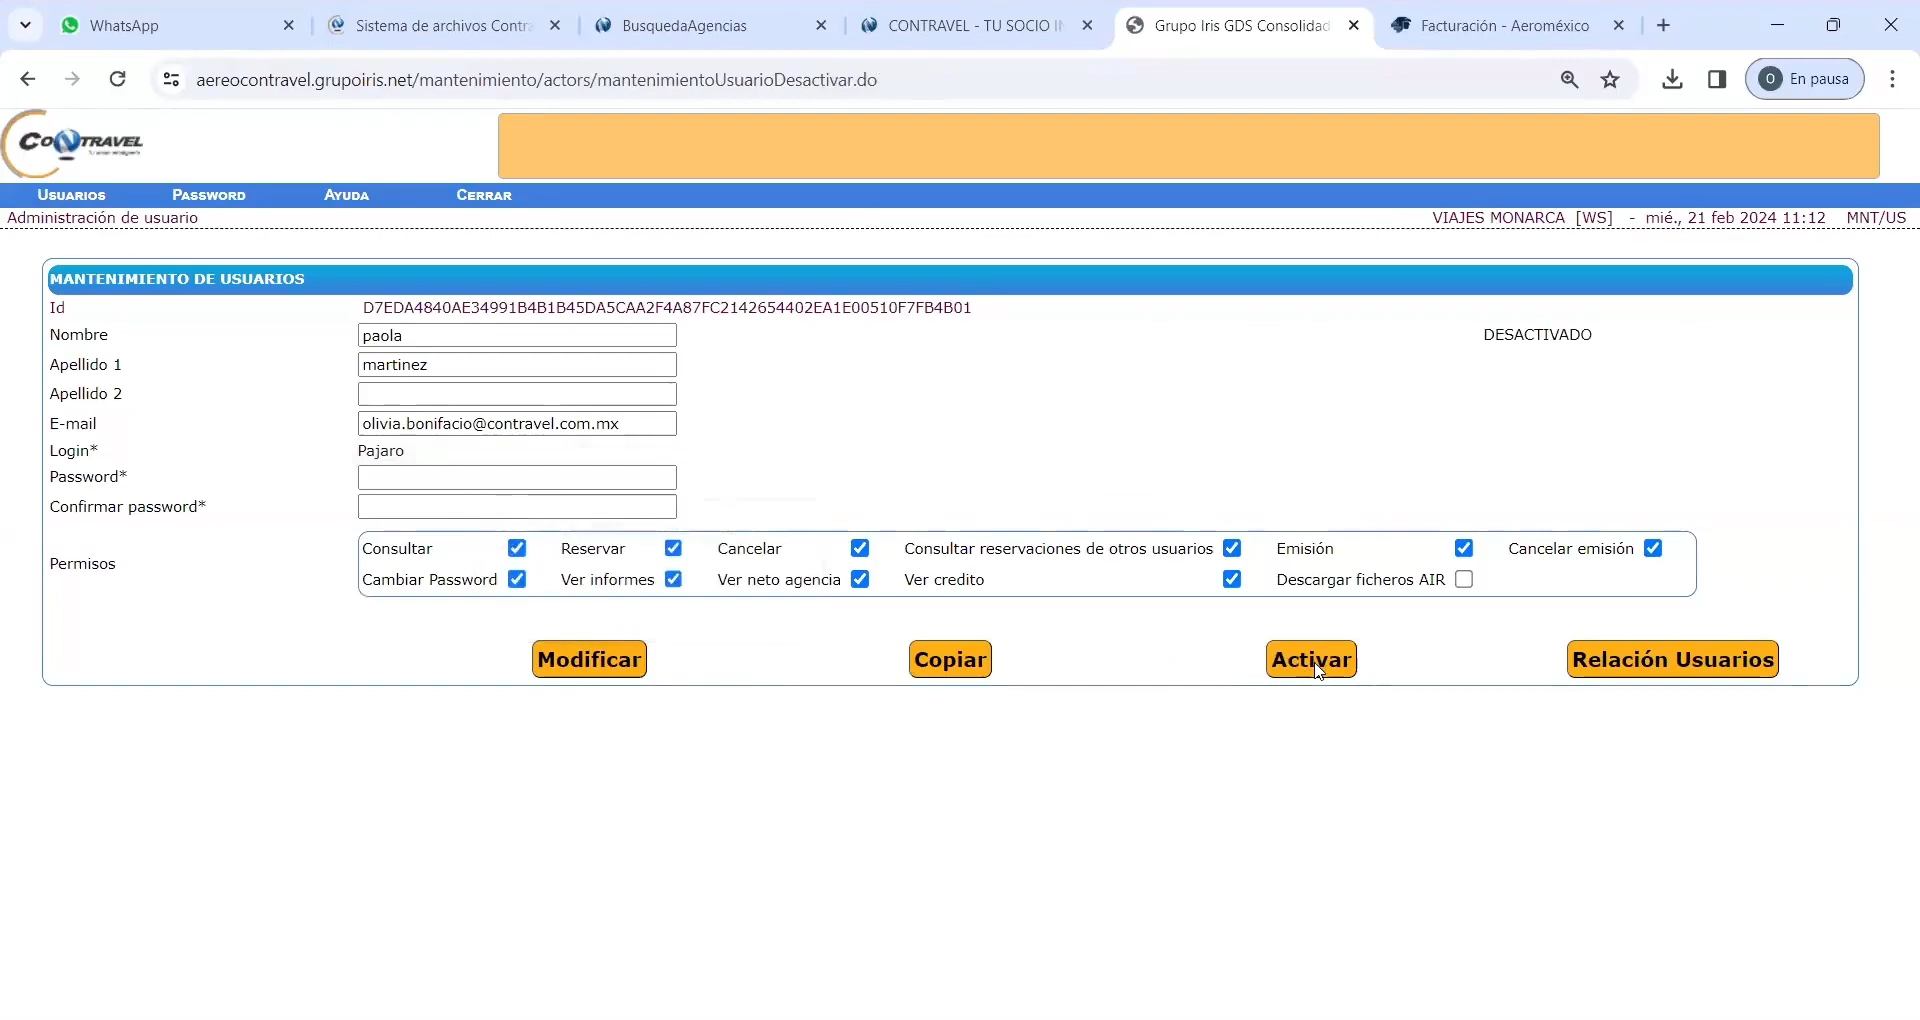 WhatsApp
Sistema de archivos Contra
BusquedaAgencias
CONTRAVEL - TU SOCIO IN
Grupo Iris GDS Consolidad
Facturación - Aeroméxico
aereocontravel.grupoiris.net/mantenimiento/actors/mantenimientoUsuarioDesactivar.do
O En pausa
CONTRAVEL
USUARIOS PASSWORD AYUDA CERRAR
Administración de usuario VIAJES MONARCA [WS] - mié., 21 feb 2024 11:12 MNT/US
MANTENIMIENTO DE USUARIOS
Id D7EDA4840AE34991B4B1B45DA5CAA2F4A87FC2142654402EA1E00510F7FB4B01
Nombre paola DESACTIVADO
Apellido 1 martinez
Apellido 2
E-mail olivia.bonifacio@contravel.com.mx
Login* Pajaro
Password*
Confirmar password*
Permisos
Consultar Reservar Cancelar Consultar reservaciones de otros usuarios Emisión Cancelar emisión
Cambiar Password Ver informes Ver neto agencia Ver credito Descargar ficheros AIR
Modificar Copiar Activar Relación Usuarios